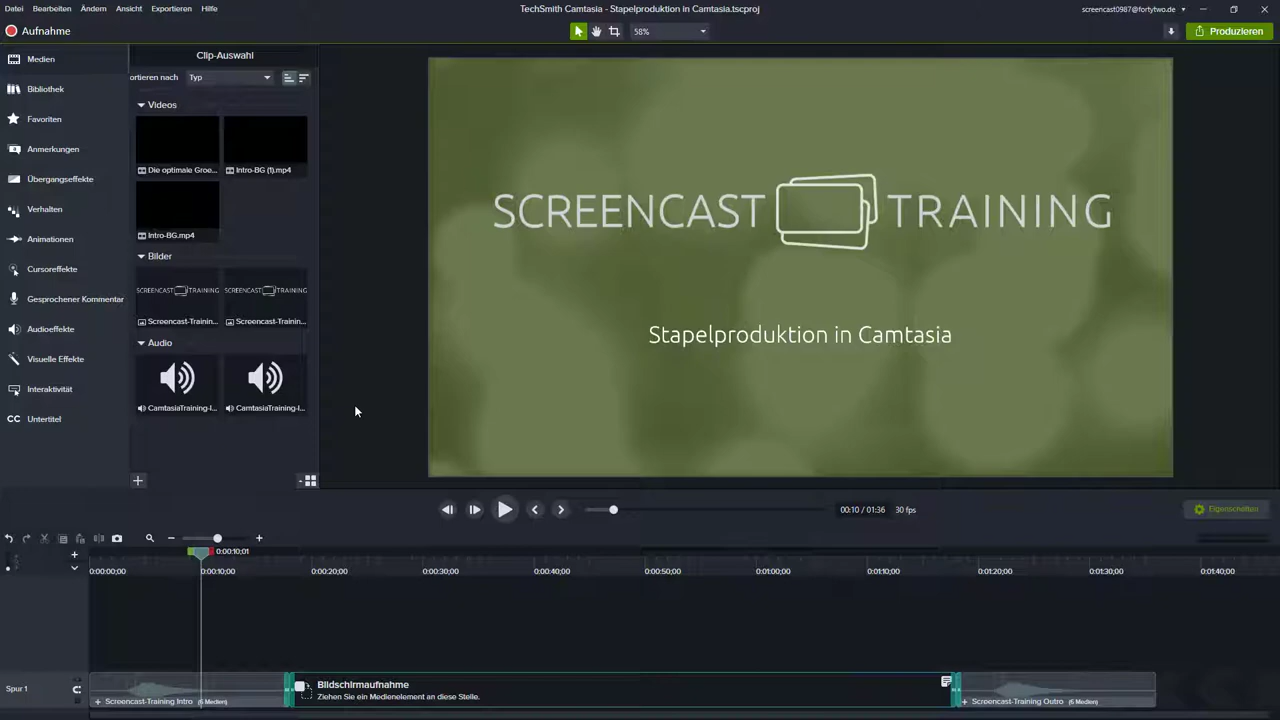 Datei Bearbeiten Ändern Ansicht Exportieren Hilfe
TechSmith Camtasia - Stapelproduktion in Camtasia.tscproj
screencast0987@fortytwo.de
Aufnahme
58%
Produzieren
Medien
Bibliothek
Favoriten
Anmerkungen
Übergangseffekte
Verhalten
Animationen
Cursoreffekte
Gesprochener Kommentar
Audioeffekte
Visuelle Effekte
Interaktivität
CC Untertitel
Clip-Auswahl
ortieren nach Typ
Videos
Die optimale Groe... Intro-BG (1).mp4
Intro-BG.mp4
Bilder
SCREENCAST TRAINING SCREENCAST TRAINING
Screencast-Trainin... Screencast-Trainin...
Audio
CamtasiaTraining-I... CamtasiaTraining-I...
SCREENCAST TRAINING
Stapelproduktion in Camtasia
00:10 / 01:36 30 fps
Eigenschaften
0:00:10;01
0:00:00;00 0:00:10;00 0:00:20;00 0:00:30;00 0:00:40;00 0:00:50;00 0:01:00;00 0:01:10;00 0:01:20;00 0:01:30;00 0:01:40;00
Spur 1
Screencast-Training Intro (6 Medien)
Bildschirmaufnahme
Ziehen Sie ein Medienelement an diese Stelle.
Screencast-Training Outro (6 Medien)